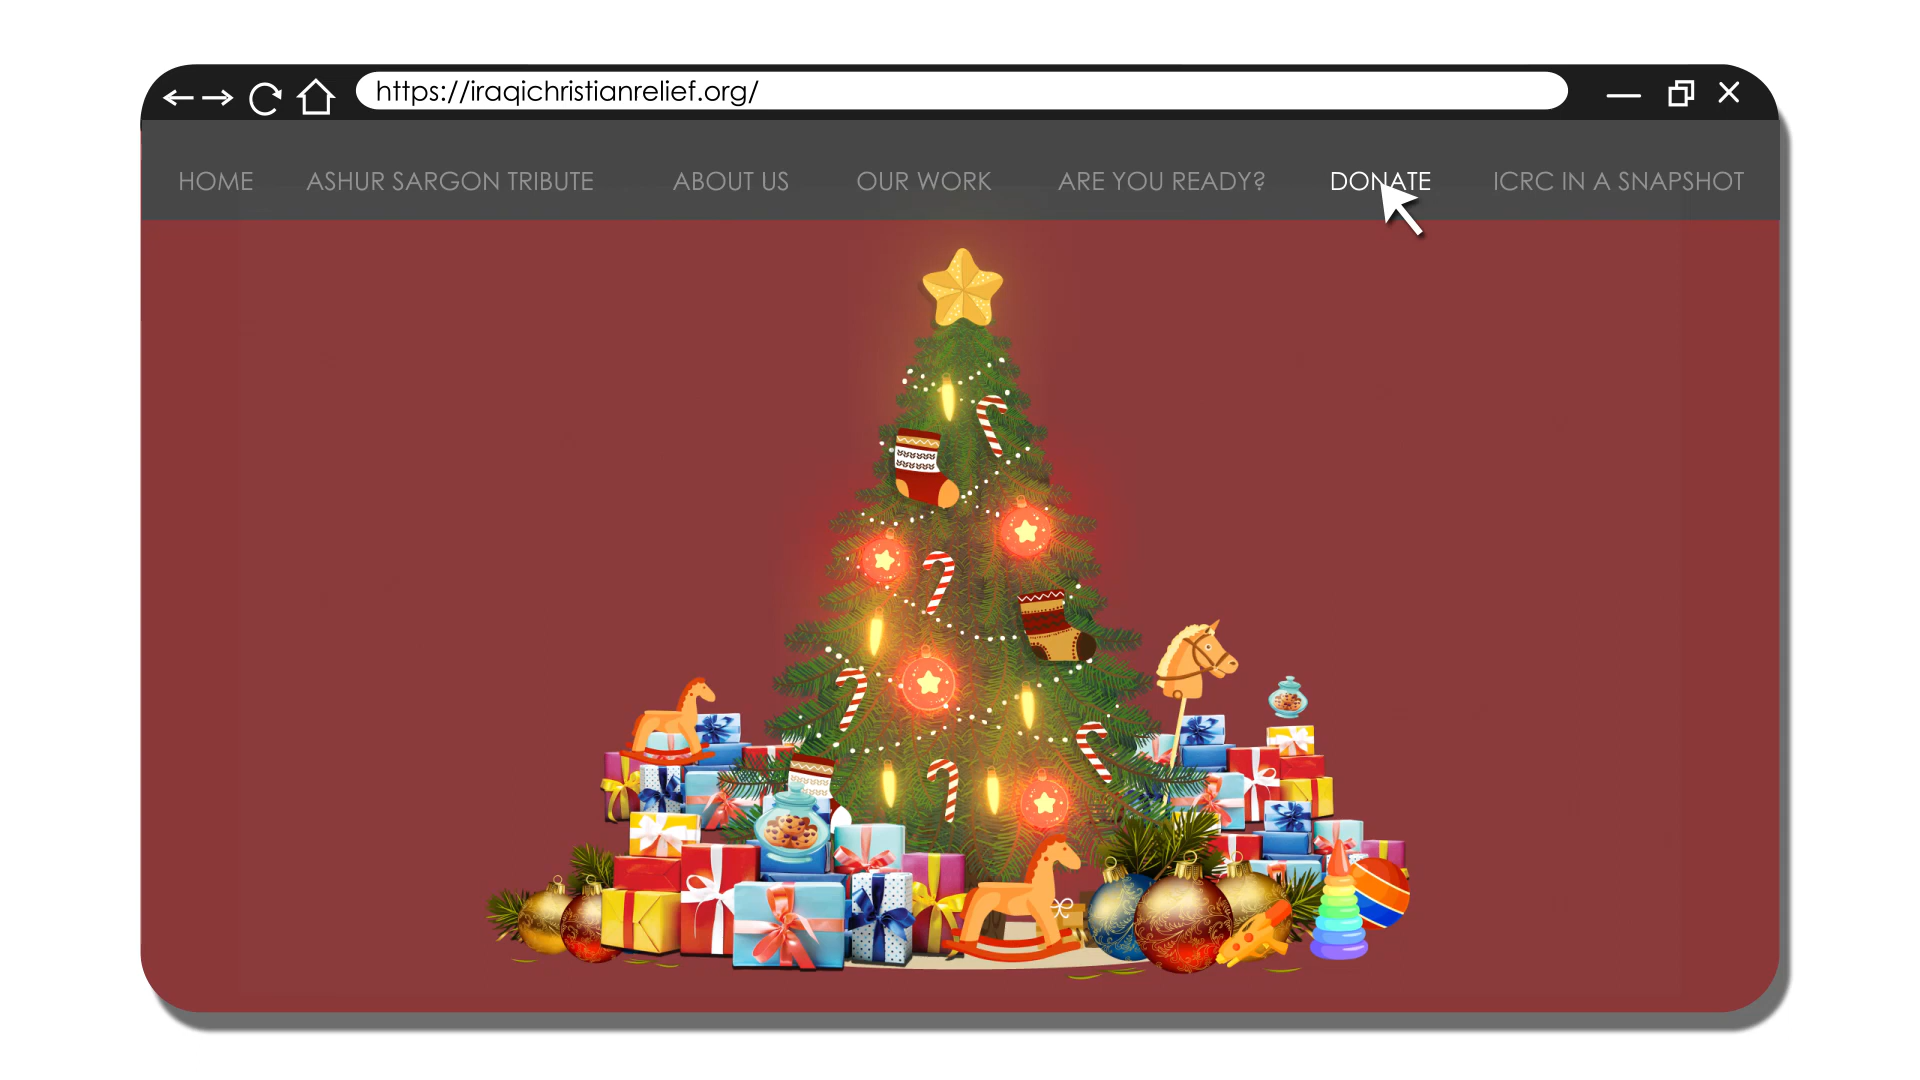 https://iraqichristianrelief.org/
HOME ASHUR SARGON TRIBUTE ABOUT US OUR WORK ARE YOU READY? DONATE ICRC IN A SNAPSHOT